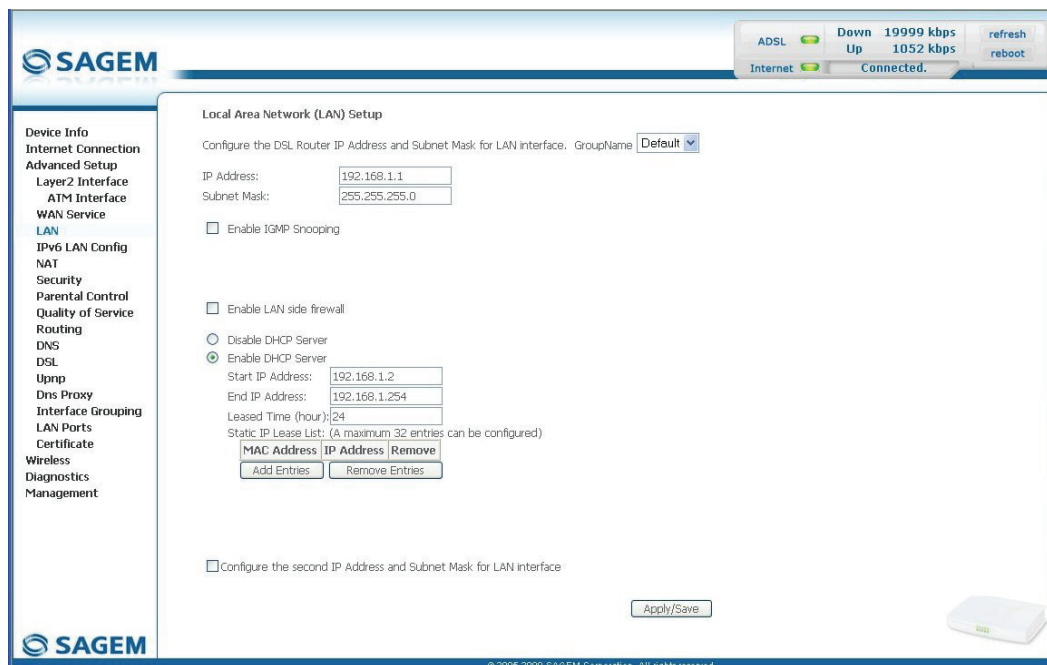 SAGEM
ADSL Down 19999 kbps
Up 1052 kbps
Internet Connected.
refresh
reboot
Device Info
Internet Connection
Advanced Setup
Layer2 Interface
ATM Interface
WAN Service
LAN
IPv6 LAN Config
NAT
Security
Parental Control
Quality of Service
Routing
DNS
DSL
Upnp
Dns Proxy
Interface Grouping
LAN Ports
Certificate
Wireless
Diagnostics
Management
Local Area Network (LAN) Setup
Configure the DSL Router IP Address and Subnet Mask for LAN interface. GroupName Default
IP Address: 192.168.1.1
Subnet Mask: 255.255.255.0
Enable IGMP Snooping
Enable LAN side firewall
Disable DHCP Server
Enable DHCP Server
Start IP Address: 192.168.1.2
End IP Address: 192.168.1.254
Leased Time (hour): 24
Static IP Lease List: (A maximum 32 entries can be configured)
MAC Address IP Address Remove
Add Entries Remove Entries
Configure the second IP Address and Subnet Mask for LAN interface
Apply/Save
SAGEM
© 2005-2009 SAGEM Corporation. All rights reserved.